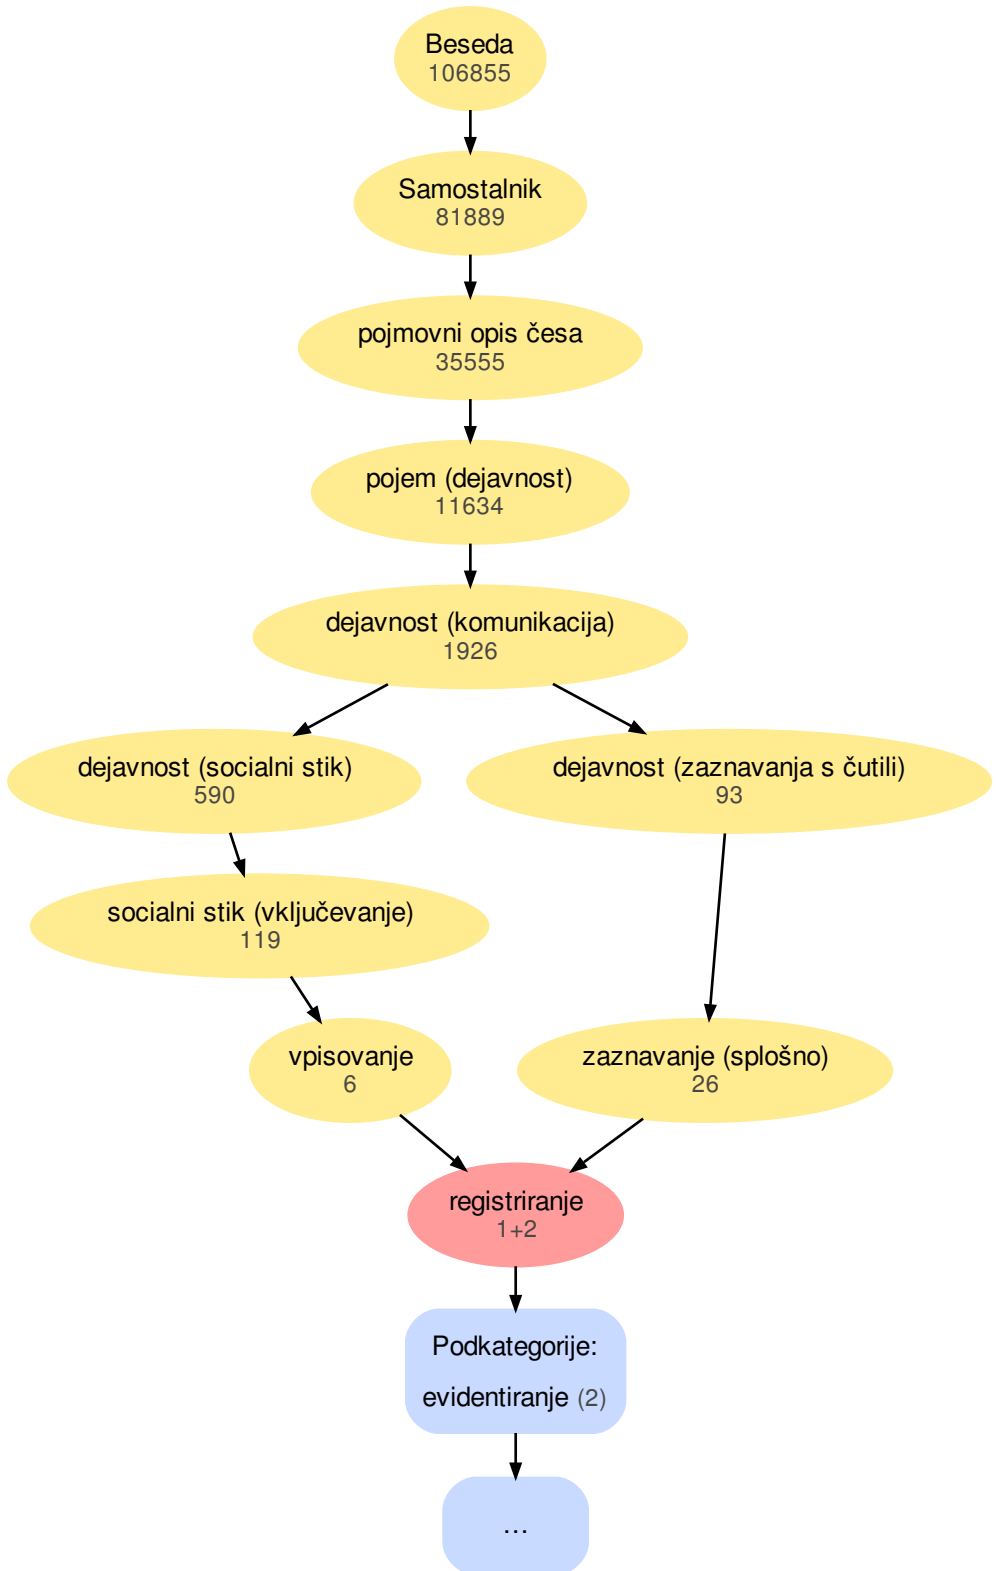 Beseda
106855
Samostalnik
81889
pojmovni opis česa
35555
pojem (dejavnost)
11634
dejavnost (komunikacija)
1926
dejavnost (socialni stik)
590
dejavnost (zaznavanja s čutili)
93
socialni stik (vključevanje)
119
vpisovanje
6
zaznavanje (splošno)
26
registriranje
1+2
Podkategorije:
evidentiranje (2)
...